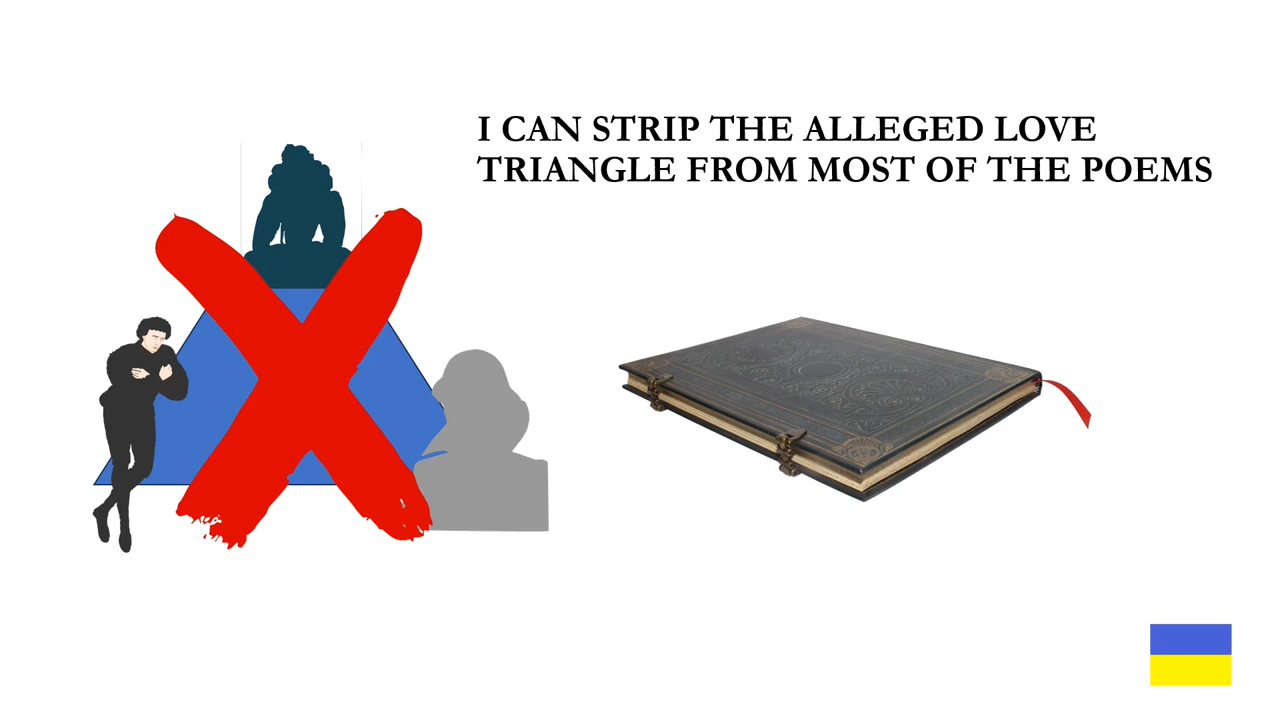 I CAN STRIP THE ALLEGED LOVE
TRIANGLE FROM MOST OF THE POEMS